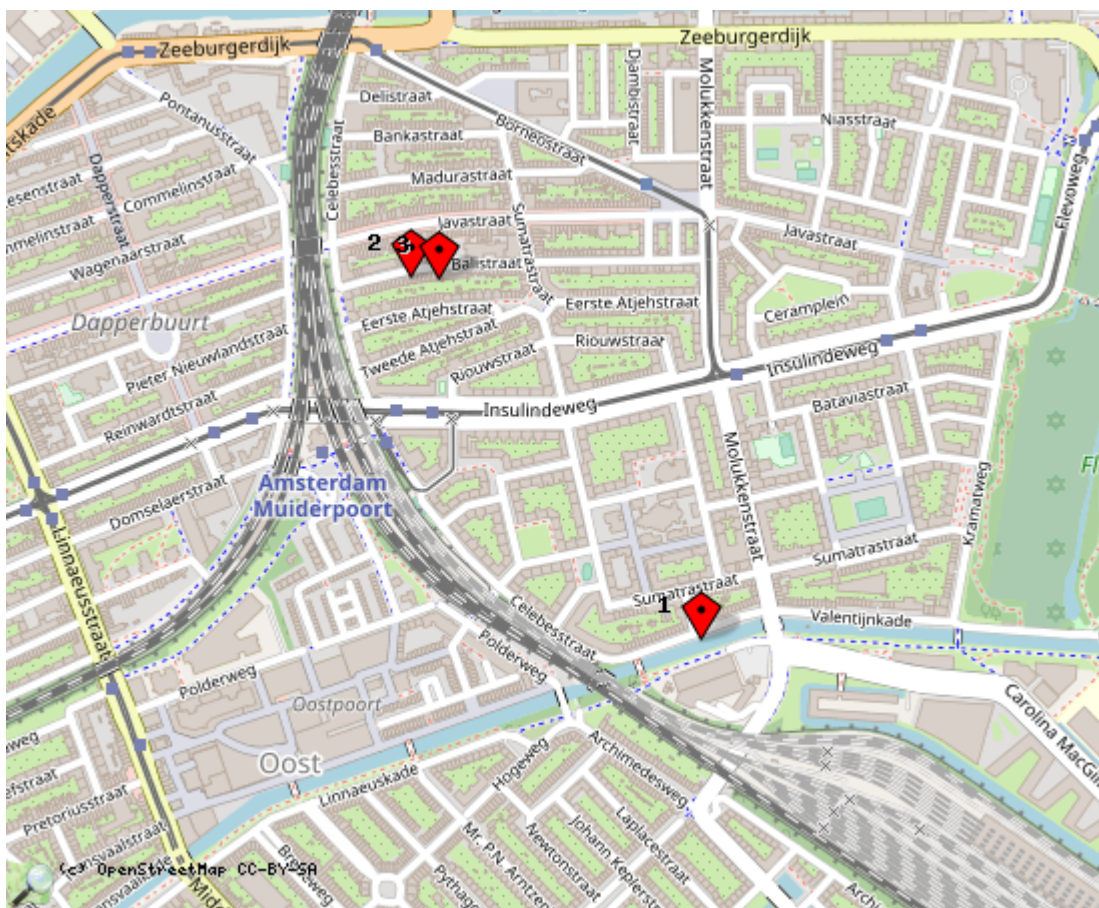 Zeeburgerdijk
Zeeburgerdijk
Delistraat
Djambistraat
Molukkenstraat
Pontanusstraat
Borneostraat
Niasstraat
Bankastraat
Celebesstraat
Dapperstraat
Commelinstraat
Madurastraat
Flevoweg
Javastraat
Sumatrastraat
Javastraat
Wagenaarstraat
2
3
Balistraat
Eerste Atjehstraat
Eerste Atjehstraat
Ceramplein
Dapperbuurt
Tweede Atjehstraat
Riouwstraat
Riouwstraat
Insulindeweg
Pieter Nieuwlandstraat
Reinwardtstraat
Insulindeweg
Bataviastraat
Molukkenstraat
Kramatweg
Amsterdam
Muiderpoort
Domselaerstraat
Linnaeusstraat
Sumatrastraat
Sumatrastraat
1
Celebesstraat
Valentijnkade
Polderweg
Polderweg
Oostpoort
Carolina MacGil
Oost
Hogeweg
Archimedesweg
Linnaeuskade
Pretoriusstraat
Laplacestraat
Newtonstraat
Johann Keplerstraat
Mr. P.N. Arntzen
(c) OpenStreetMap CC-BY-SA